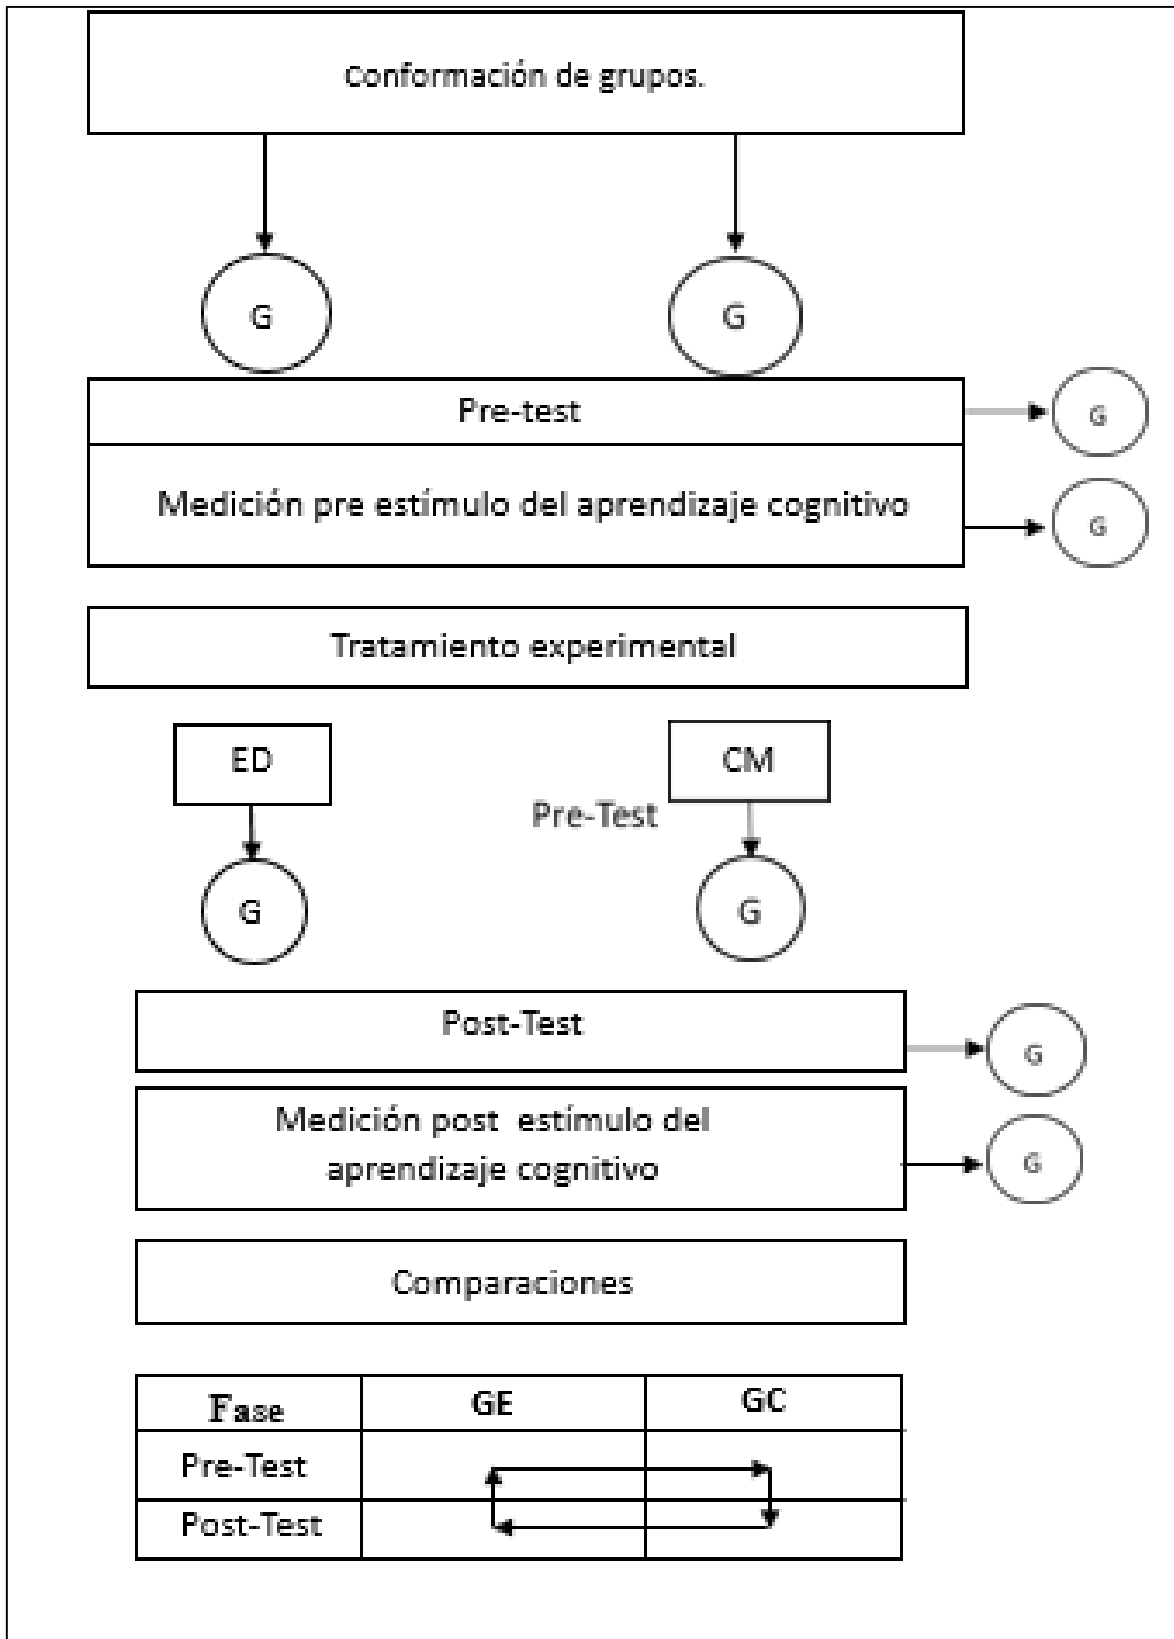 Conformación de grupos.
G
G
Pre-test
G
Medición pre estímulo del aprendizaje cognitivo
G
Tratamiento experimental
ED
CM
Pre-Test
G
G
Post-Test
G
Medición post estímulo del
aprendizaje cognitivo
G
Comparaciones
Fase GE GC
Pre-Test
Post-Test